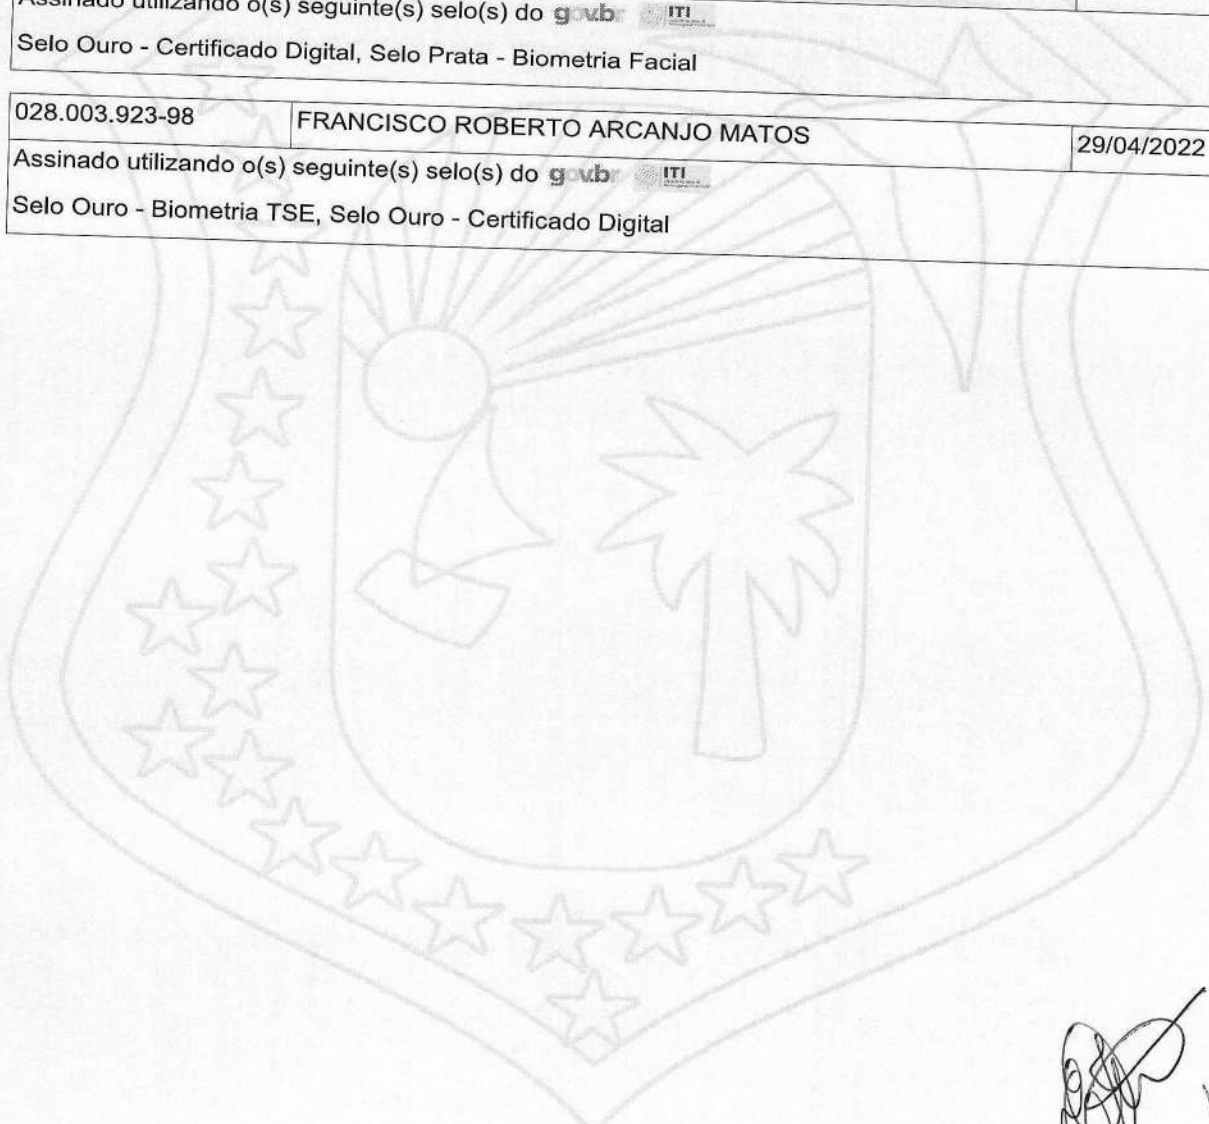 Assinado utilizando o(s) seguinte(s) selo(s) do gov.br ITI
Selo Ouro - Certificado Digital, Selo Prata - Biometria Facial
028.003.923-98 FRANCISCO ROBERTO ARCANJO MATOS 29/04/2022
Assinado utilizando o(s) seguinte(s) selo(s) do gov.br ITI
Selo Ouro - Biometria TSE, Selo Ouro - Certificado Digital